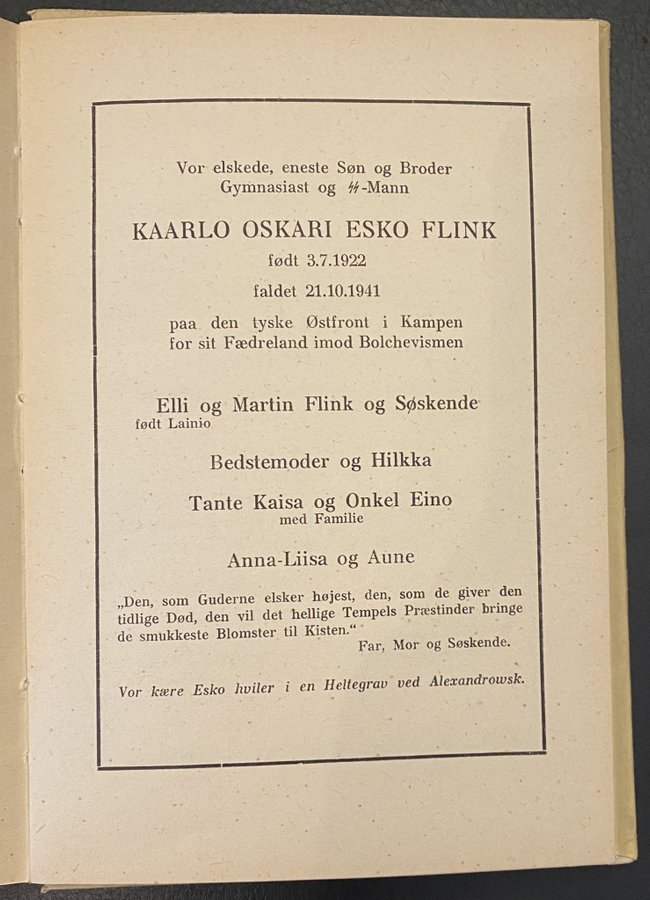 Vor elskede, eneste Søn og Broder
Gymnasiast og ᛋᛋ-Mann
KAARLO OSKARI ESKO FLINK
født 3.7.1922
faldet 21.10.1941
paa den tyske Østfront i Kampen
for sit Fædreland imod Bolchevismen
Elli og Martin Flink og Søskende
født Lainio
Bedstemoder og Hilkka
Tante Kaisa og Onkel Eino
med Familie
Anna-Liisa og Aune
„Den, som Guderne elsker højest, den, som de giver den
tidlige Død, den vil det hellige Tempels Præstinder bringe
de smukkeste Blomster til Kisten.“
Far, Mor og Søskende.
Vor kære Esko hviler i en Heltegrav ved Alexandrowsk.